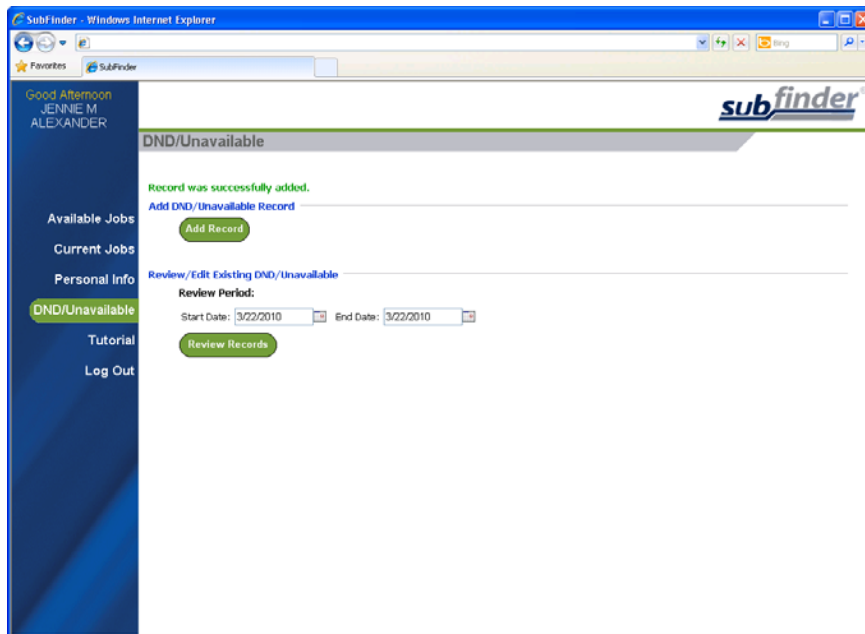 SubFinder - Windows Internet Explorer
Bing
Favorites SubFinder
Good Afternoon
JENNIE M
ALEXANDER
subfinder
DND/Unavailable
Record was successfully added.
Add DND/Unavailable Record
Add Record
Available Jobs
Current Jobs
Personal Info
DND/Unavailable
Tutorial
Log Out
Review/Edit Existing DND/Unavailable
Review Period:
Start Date: 3/22/2010 End Date: 3/22/2010
Review Records